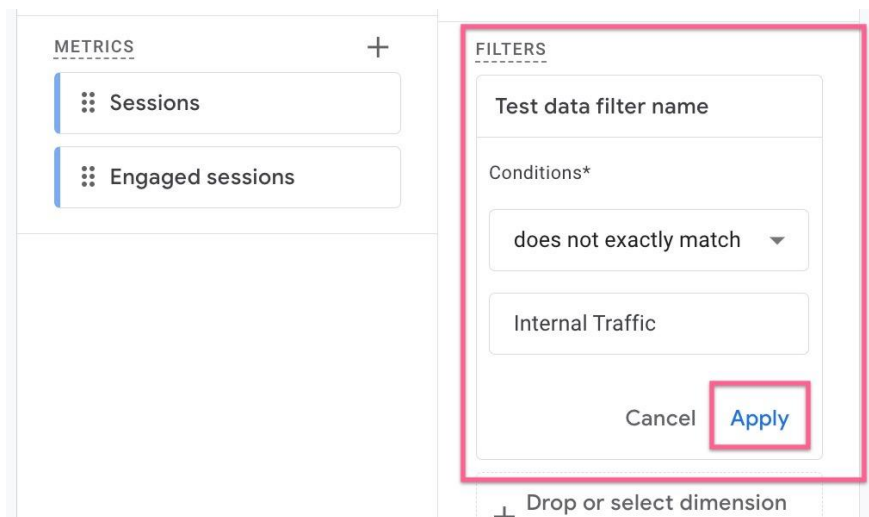 METRICS
Sessions
Engaged sessions
FILTERS
Test data filter name
Conditions*
does not exactly match
Internal Traffic
Cancel Apply
Drop or select dimension